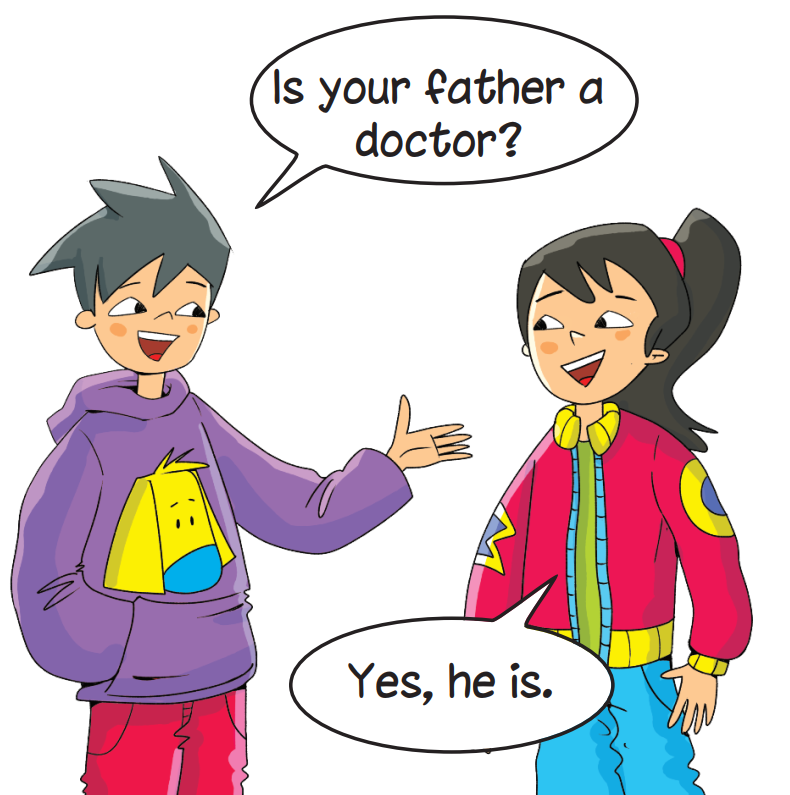 Is your father a
doctor?
Yes, he is.